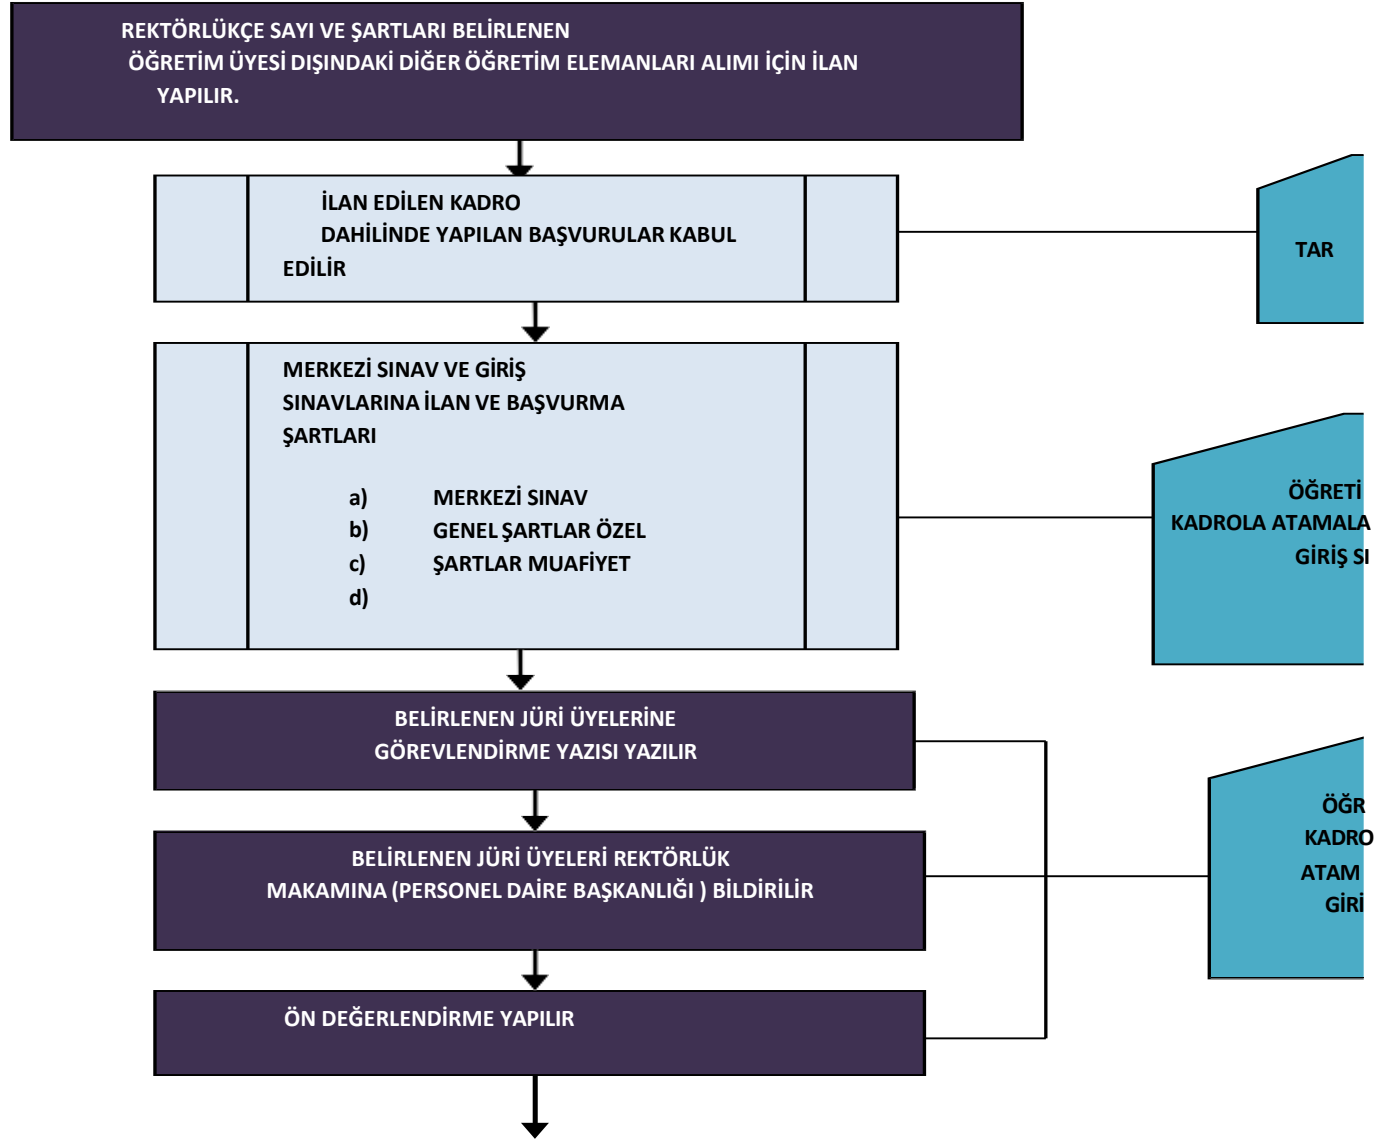 REKTÖRLÜKÇE SAYI VE ŞARTLARI BELİRLENEN
ÖĞRETİM ÜYESİ DIŞINDAKİ DİĞER ÖĞRETİM ELEMANLARI ALIMI İÇİN İLAN
YAPILIR.
İLAN EDİLEN KADRO
DAHİLİNDE YAPILAN BAŞVURULAR KABUL
EDİLİR
TAR
MERKEZİ SINAV VE GİRİŞ
SINAVLARINA İLAN VE BAŞVURMA
ŞARTLARI
a) MERKEZİ SINAV
b) GENEL ŞARTLAR ÖZEL
c) ŞARTLAR MUAFİYET
d)
ÖĞRETİ
KADROLA ATAMALA
GİRİŞ SI
BELİRLENEN JÜRİ ÜYELERİNE
GÖREVLENDİRME YAZISI YAZILIR
BELİRLENEN JÜRİ ÜYELERİ REKTÖRLÜK
MAKAMINA (PERSONEL DAİRE BAŞKANLIĞI ) BİLDİRİLİR
ÖĞR
KADRO
ATAM
GİRİ
ÖN DEĞERLENDİRME YAPILIR